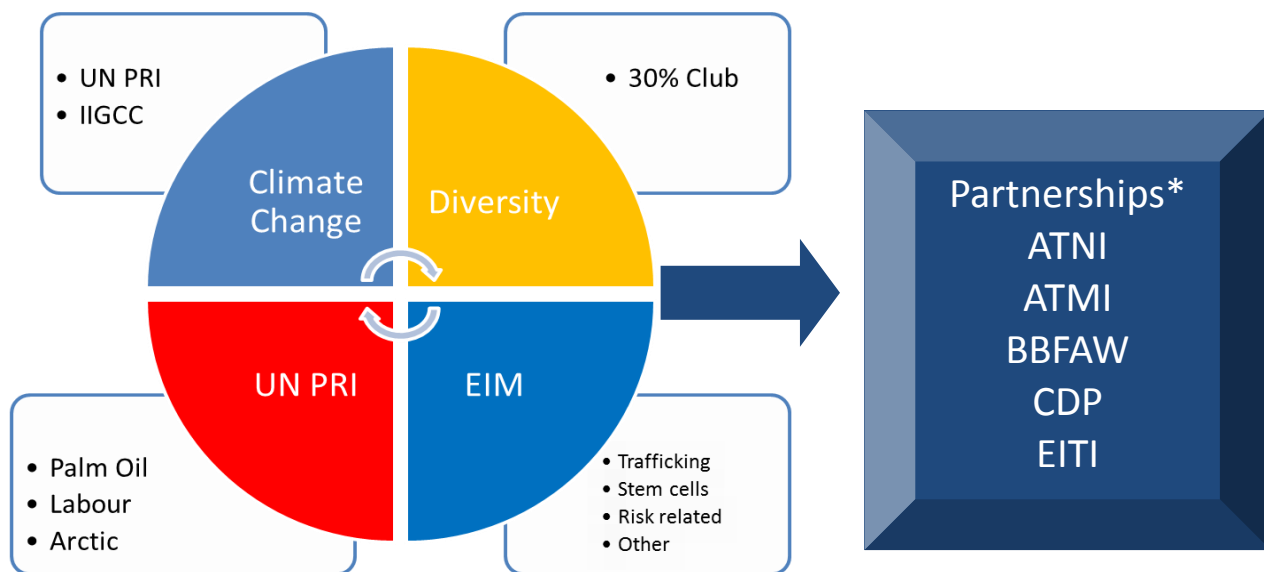 • UN PRI
• IIGCC
• 30% Club
Climate
Change
Diversity
UN PRI
EIM
• Palm Oil
• Labour
• Arctic
• Trafficking
• Stem cells
• Risk related
• Other
Partnerships*
ATNI
ATMI
BBFAW
CDP
EITI